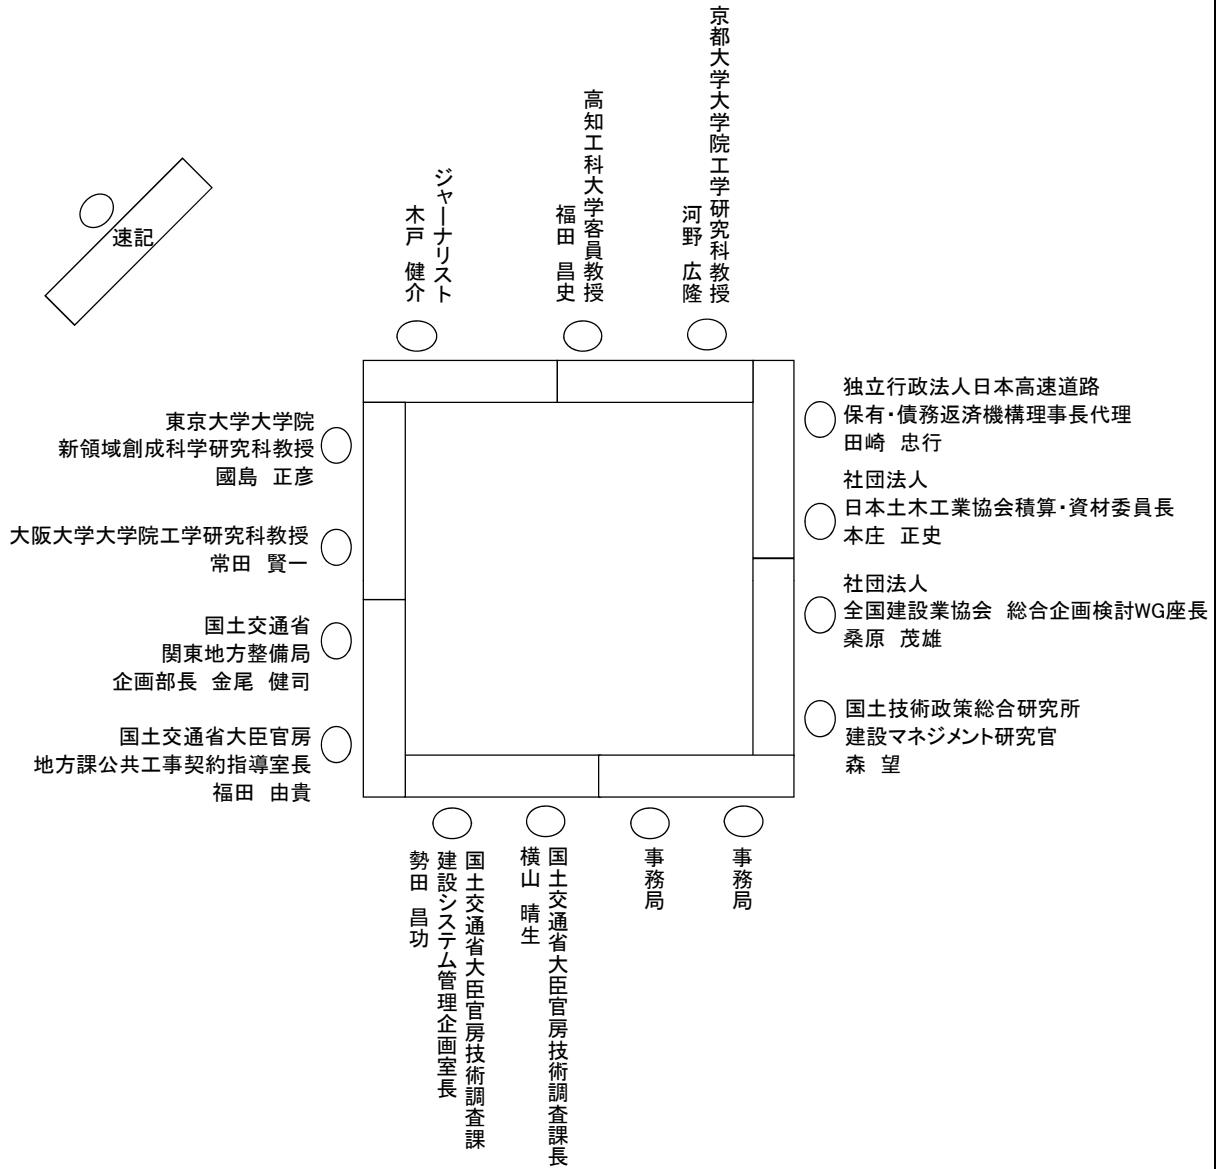 京都大学大学院工学研究科教授
河野　広隆
高知工科大学客員教授
福田　昌史
ジャーナリスト
木戸　健介
速記
東京大学大学院
新領域創成科学研究科教授
國島　正彦
大阪大学大学院工学研究科教授
常田　賢一
国土交通省
関東地方整備局
企画部長　金尾　健司
国土交通省大臣官房
地方課公共工事契約指導室長
福田　由貴
独立行政法人日本高速道路
保有・債務返済機構理事長代理
田崎　忠行
社団法人
日本土木工業協会積算・資材委員長
本庄　正史
社団法人
全国建設業協会　総合企画検討WG座長
桑原　茂雄
国土技術政策総合研究所
建設マネジメント研究官
森　望
事務局
事務局
国土交通省大臣官房技術調査課長
横山　晴生
国土交通省大臣官房技術調査課
建設システム管理企画室長
勢田　昌功